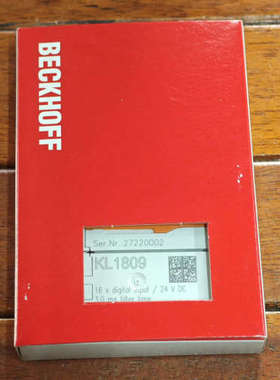 BECKHOFF
Ser.Nr. 27220002
KL1809
16 x digital input / 24 V DC
3.0 ms filter time